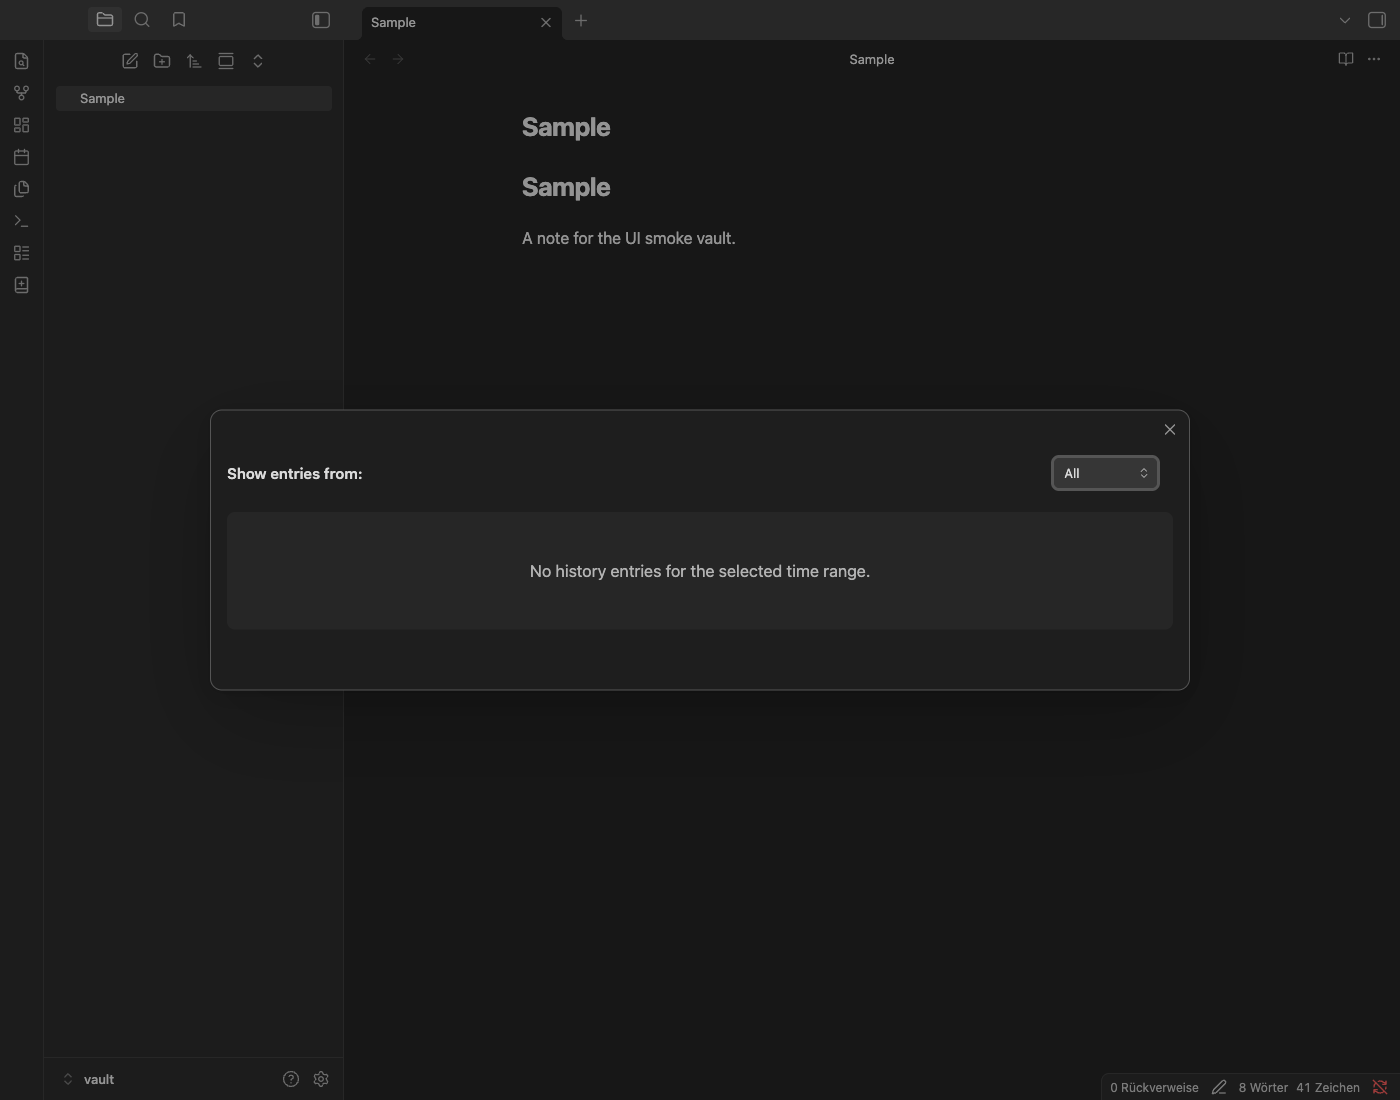 Sample
Sample
Sample
Sample
Sample
A note for the UI smoke vault.
Show entries from:
All
No history entries for the selected time range.
vault
0 Rückverweise
8 Wörter
41 Zeichen